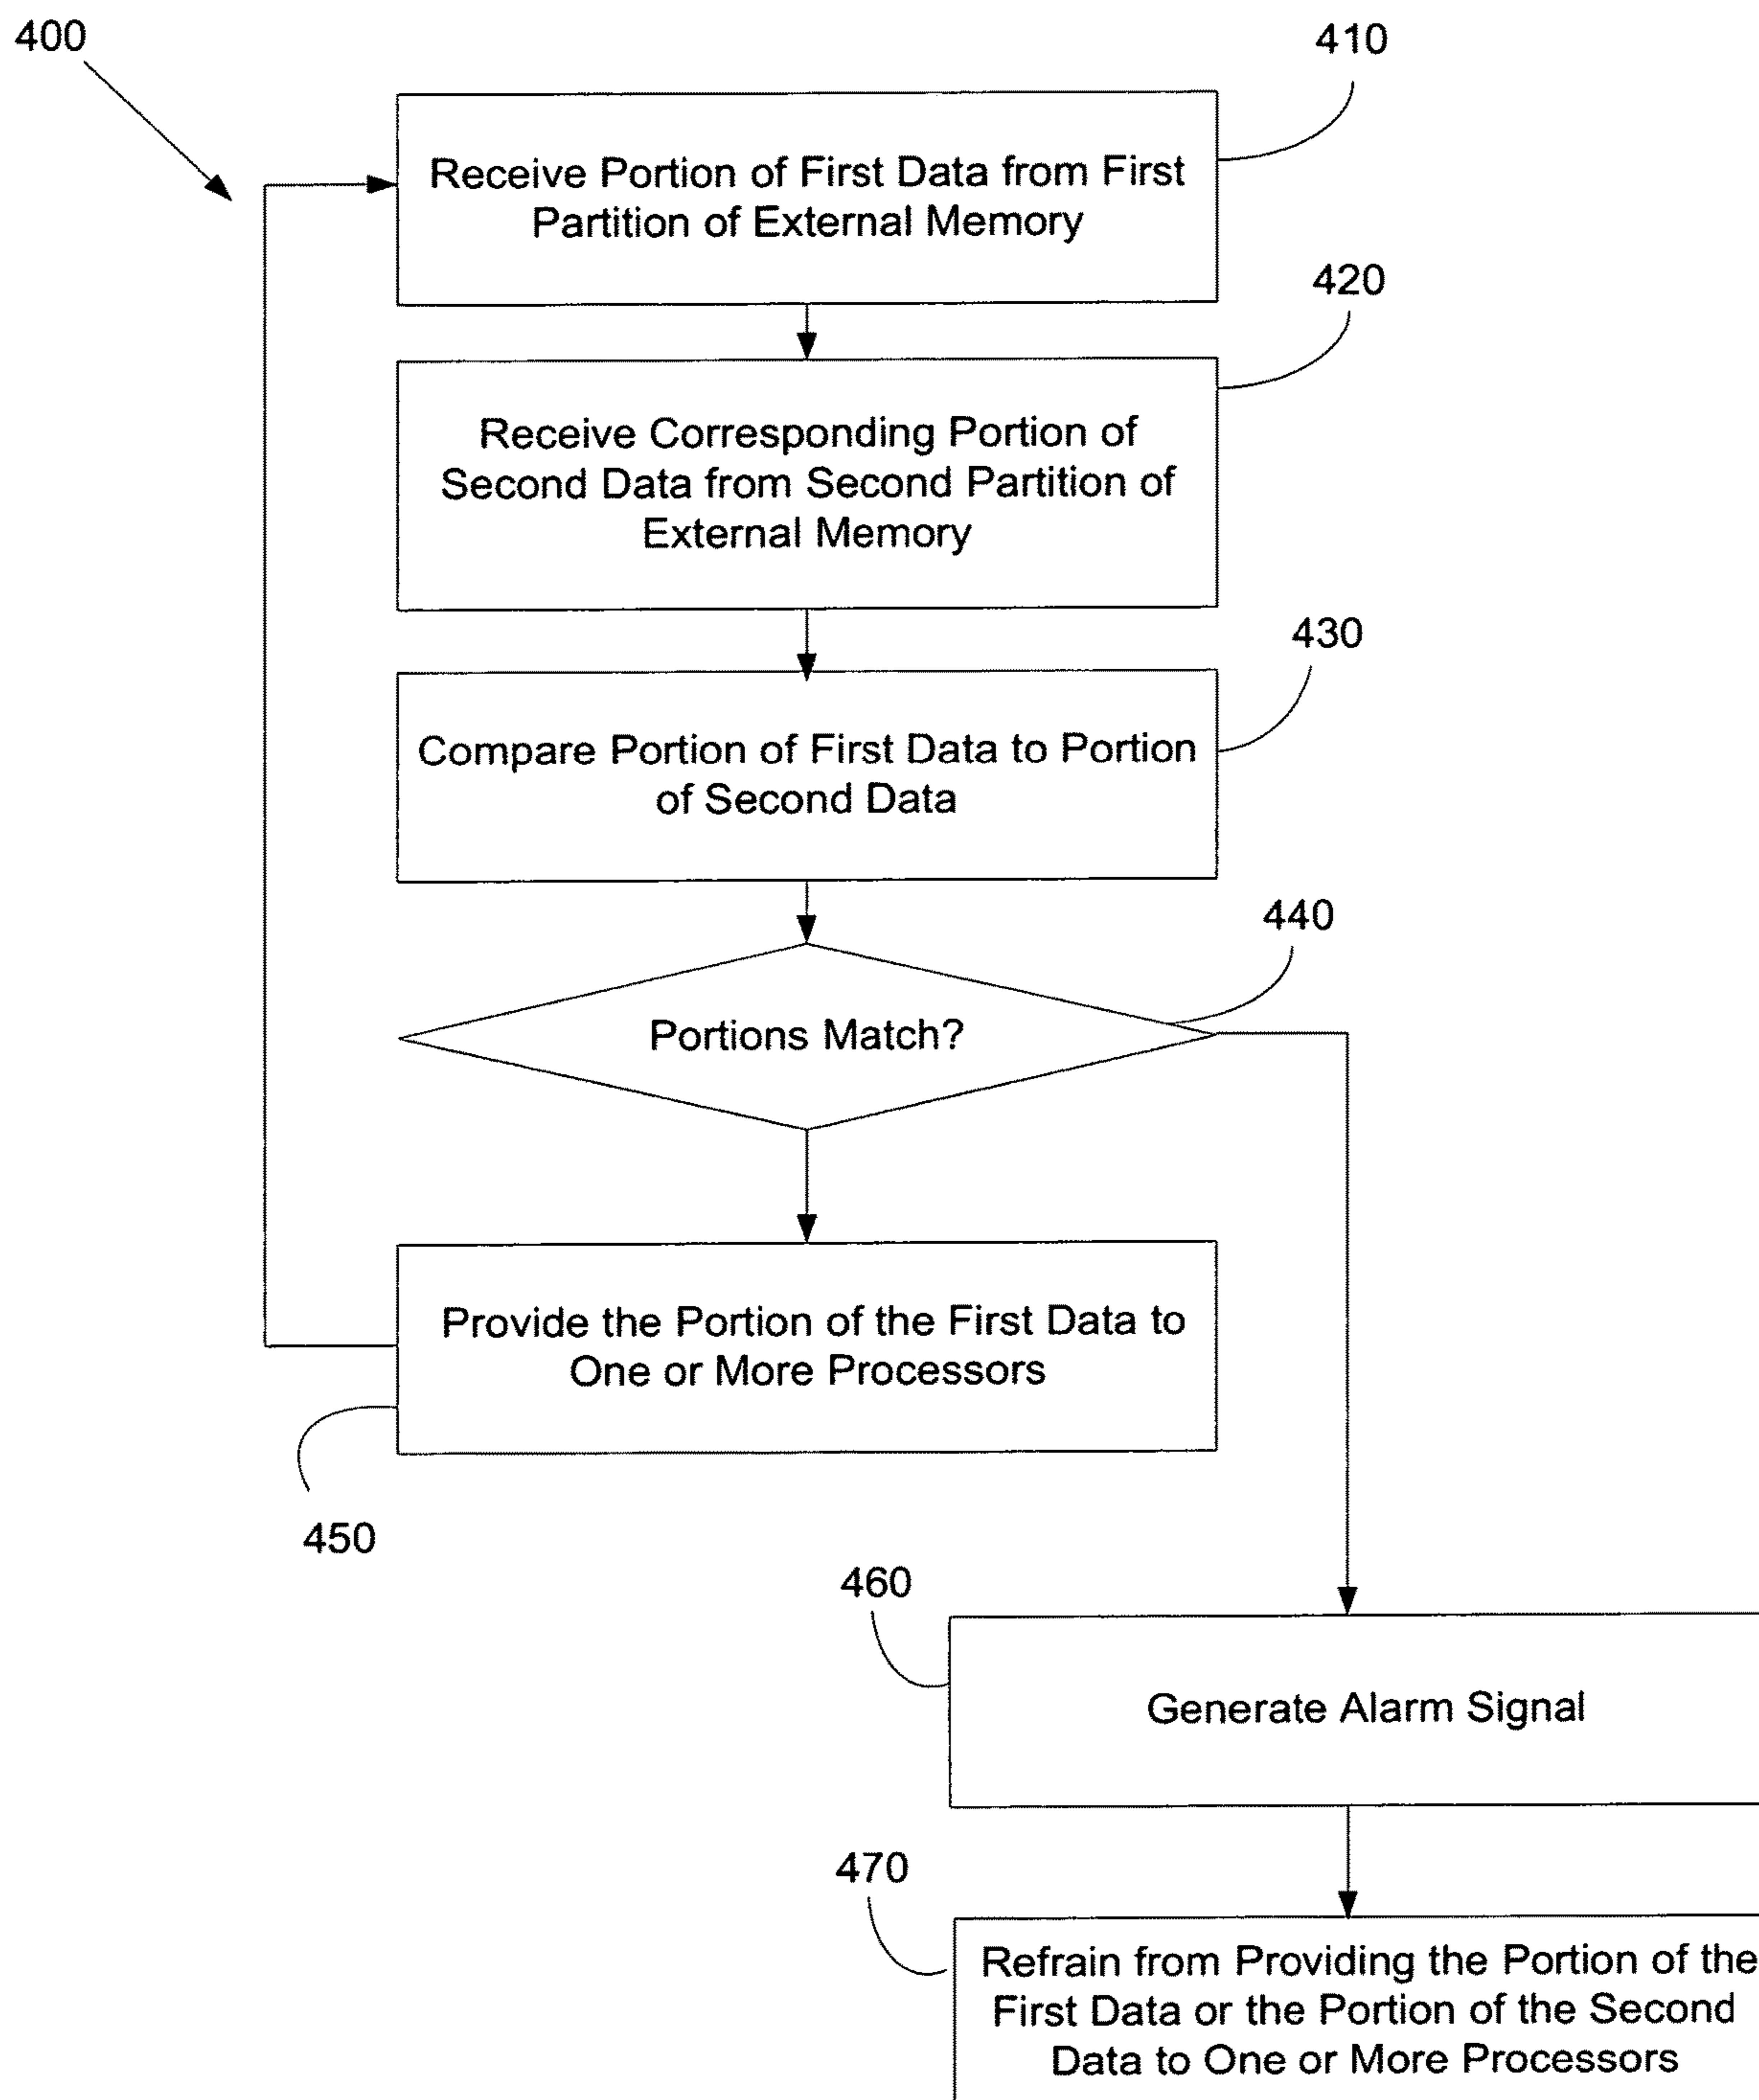 400
410
Receive Portion of First Data from First
Partition of External Memory
420
Receive Corresponding Portion of
Second Data from Second Partition of
External Memory
430
Compare Portion of First Data to Portion
of Second Data
440
Portions Match?
Provide the Portion of the First Data to
One or More Processors
450
460
Generate Alarm Signal
470
Refrain from Providing the Portion of the
First Data or the Portion of the Second
Data to One or More Processors